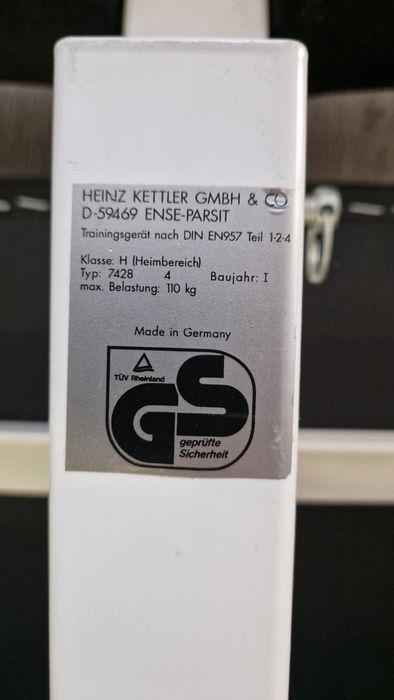 HEINZ KETTLER GMBH & CO
D-59469 ENSE-PARSIT
Trainingsgerät nach DIN EN957 Teil 1-2-4
Klasse: H (Heimbereich)
Typ: 7428 4 Baujahr: I
max. Belastung: 110 kg
Made in Germany
TÜV Rheinland
GS
geprüfte
Sicherheit